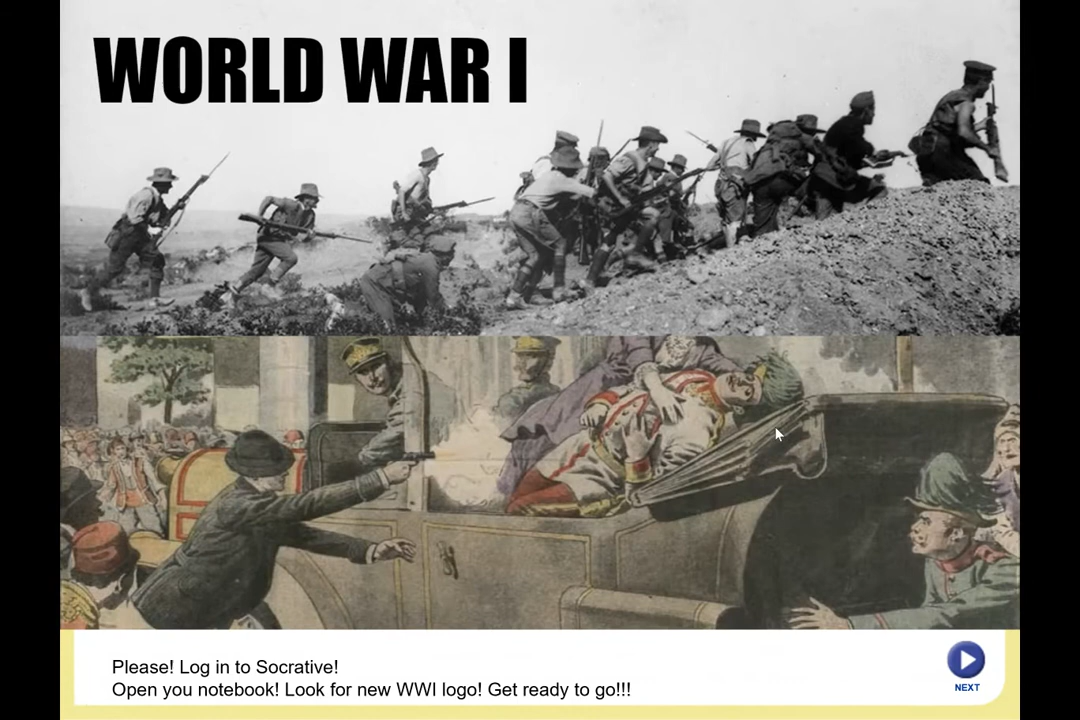 WORLD WAR I
Please! Log in to Socrative!
Open you notebook! Look for new WWI logo! Get ready to go!!!
NEXT